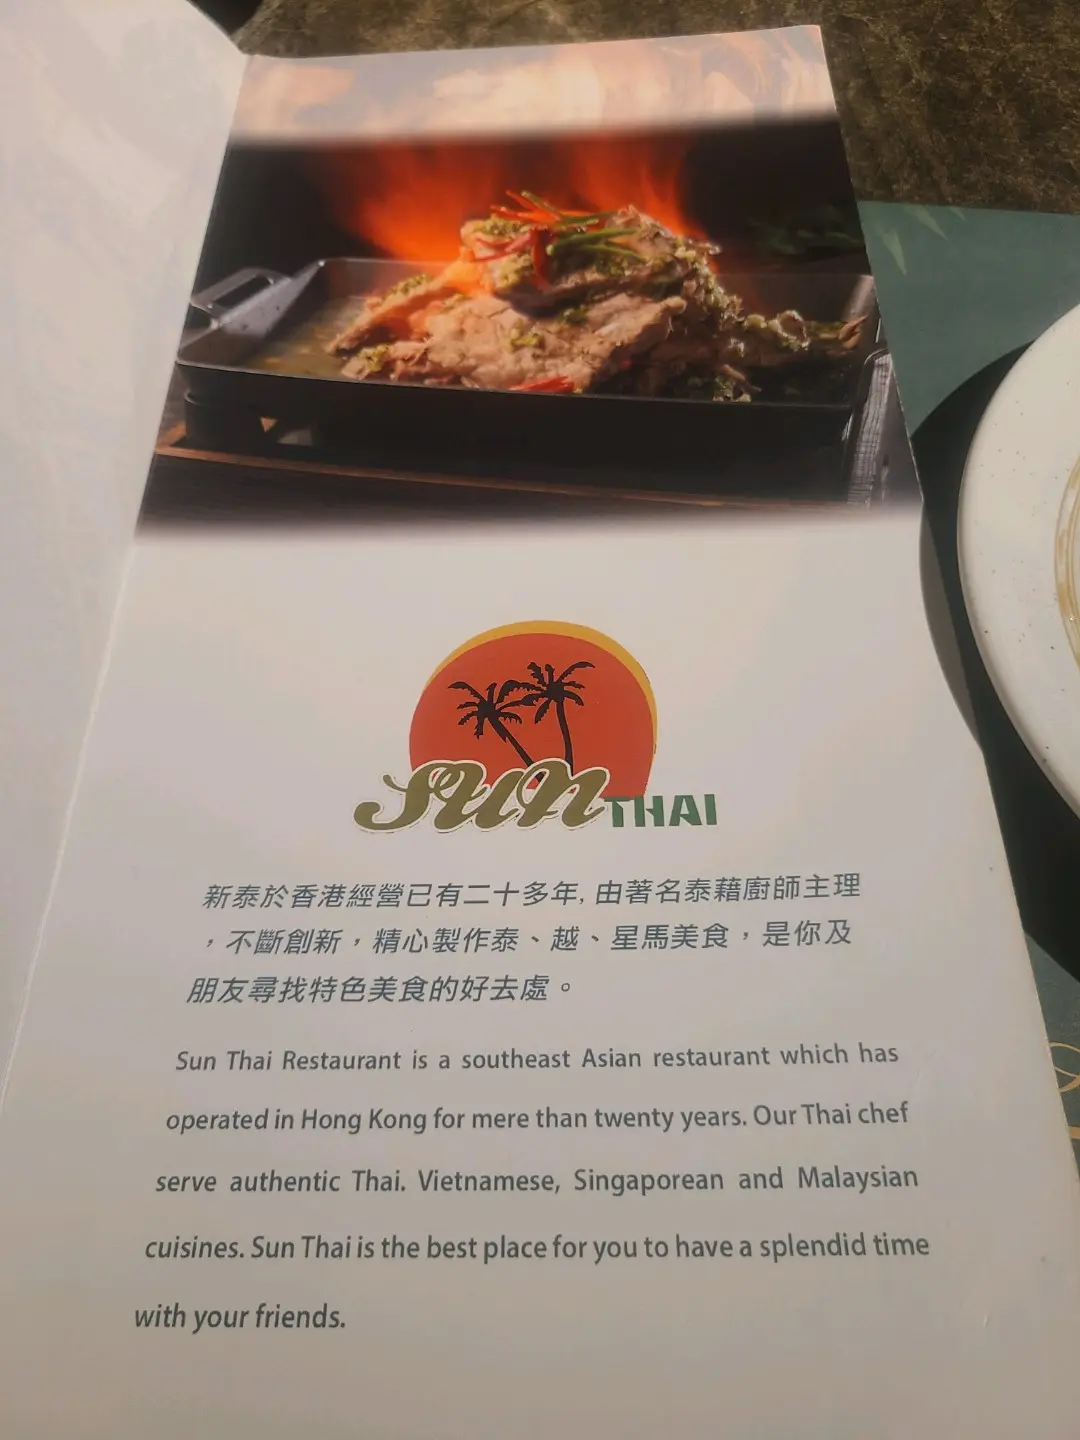 sun THAI
新泰於香港經營已有二十多年, 由著名泰藉廚師主理
，不斷創新，精心製作泰、越、星馬美食，是你及
朋友尋找特色美食的好去處。
Sun Thai Restaurant is a southeast Asian restaurant which has
operated in Hong Kong for mere than twenty years. Our Thai chef
serve authentic Thai. Vietnamese, Singaporean and Malaysian
cuisines. Sun Thai is the best place for you to have a splendid time
with your friends.